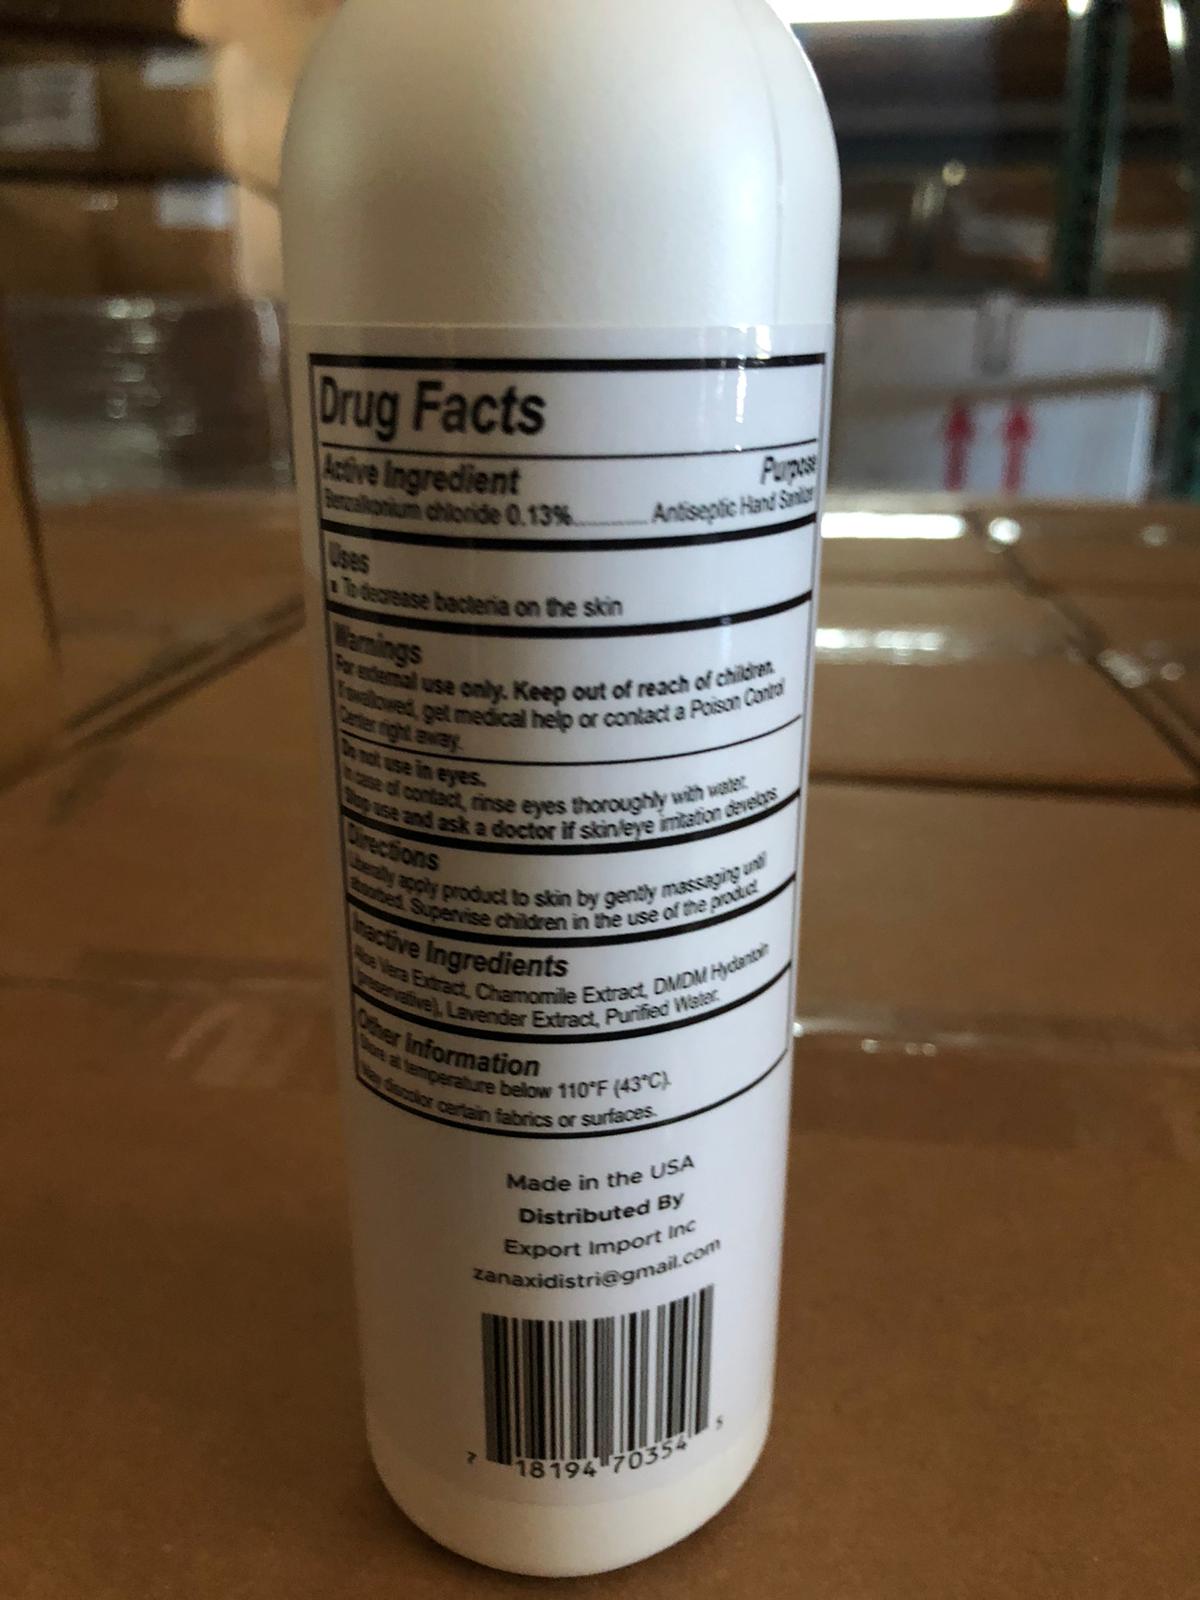 Drug Facts
Active Ingredient Purpose
Benzalkonium chloride 0.13%............ Antiseptic Hand Sanitizer
Uses
▪ To decrease bacteria on the skin
Warnings
For external use only. Keep out of reach of children.
If swallowed, get medical help or contact a Poison Control
Center right away.
Do not use in eyes.
In case of contact, rinse eyes thoroughly with water.
Stop use and ask a doctor if skin/eye irritation develops
Directions
Liberally apply product to skin by gently massaging until
absorbed. Supervise children in the use of the product.
Inactive Ingredients
Aloe Vera Extract, Chamomile Extract, DMDM Hydantoin
(preservative), Lavender Extract, Purified Water.
Other Information
Store at temperature below 110°F (43°C).
May discolor certain fabrics or surfaces.
Made in the USA
Distributed By
Export Import Inc
zanaxidistri@gmail.com
7 18194 70354 5